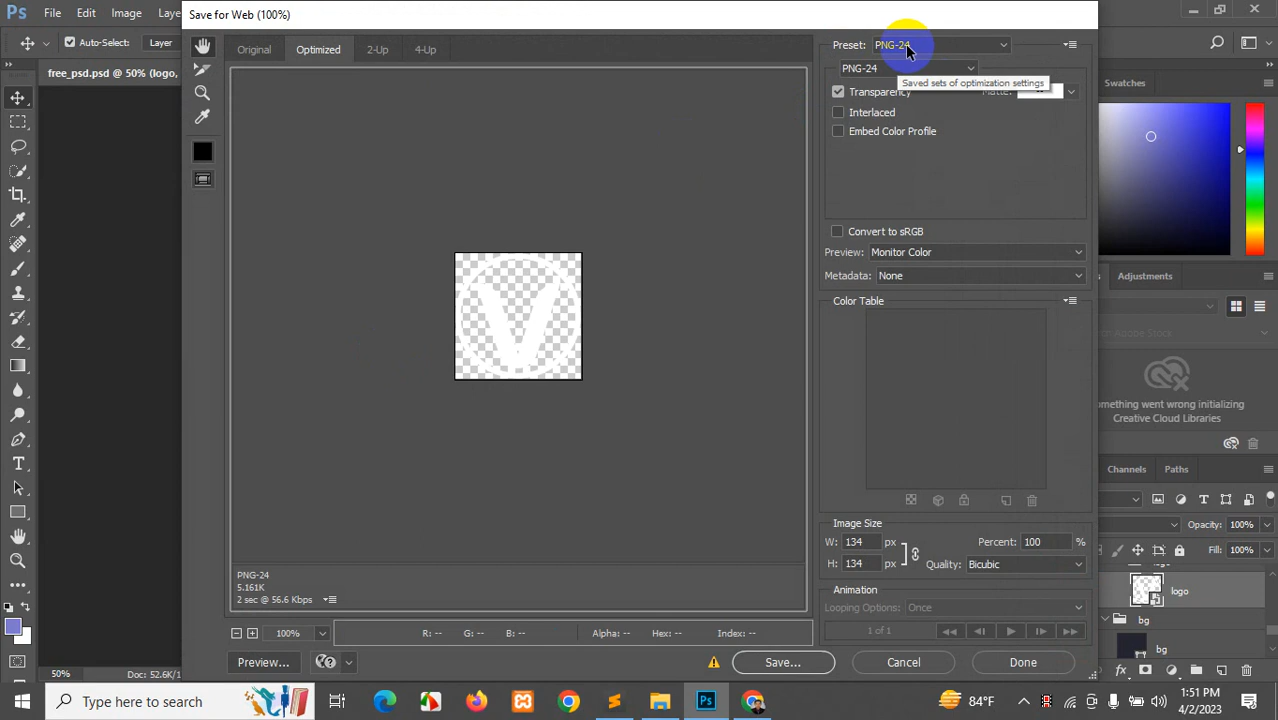 Ps File Edit Image Laye
Save for Web (100%)
Auto-Select: Layer
free_psd.psd @ 50% (logo,
Original Optimized 2-Up 4-Up
Preset: PNG-24
PNG-24
Saved sets of optimization settings
Transparency
Interlaced
Embed Color Profile
Convert to sRGB
Preview: Monitor Color
Metadata: None
Color Table
Swatches
Adjustments
omething went wrong initializing
Creative Cloud Libraries
Channels Paths
Opacity: 100%
Fill: 100%
logo
bg
bg
V
Image Size
W: 134 px Percent: 100 %
H: 134 px Quality: Bicubic
Animation
Looping Options: Once
1 of 1
PNG-24
5.161K
2 sec @ 56.6 Kbps
100% R: -- G: -- B: -- Alpha: -- Hex: -- Index: --
Preview... Save... Cancel Done
50% Doc: 52.6K/
Type here to search
Ps
84°F
1:51 PM
4/2/2023